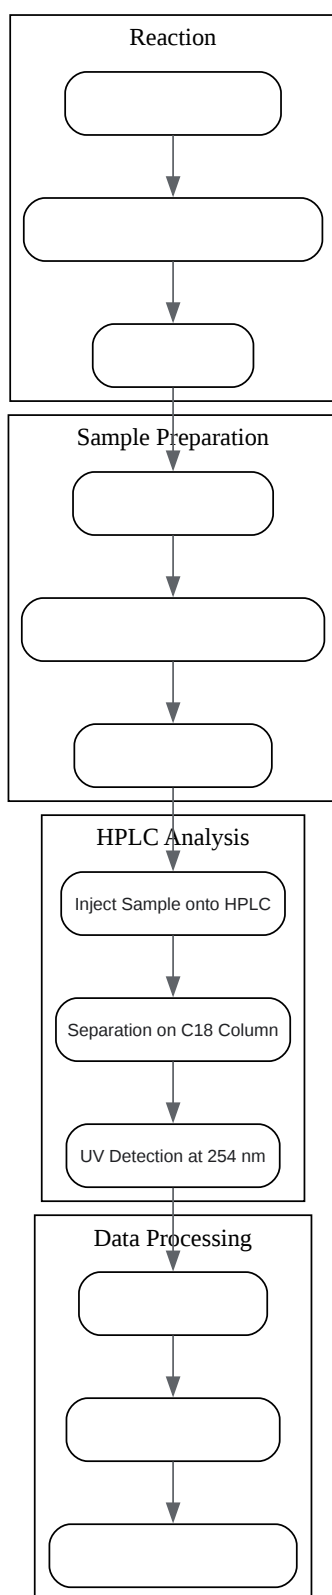 Reaction
Sample Preparation
HPLC Analysis
Inject Sample onto HPLC
Separation on C18 Column
UV Detection at 254 nm
Data Processing